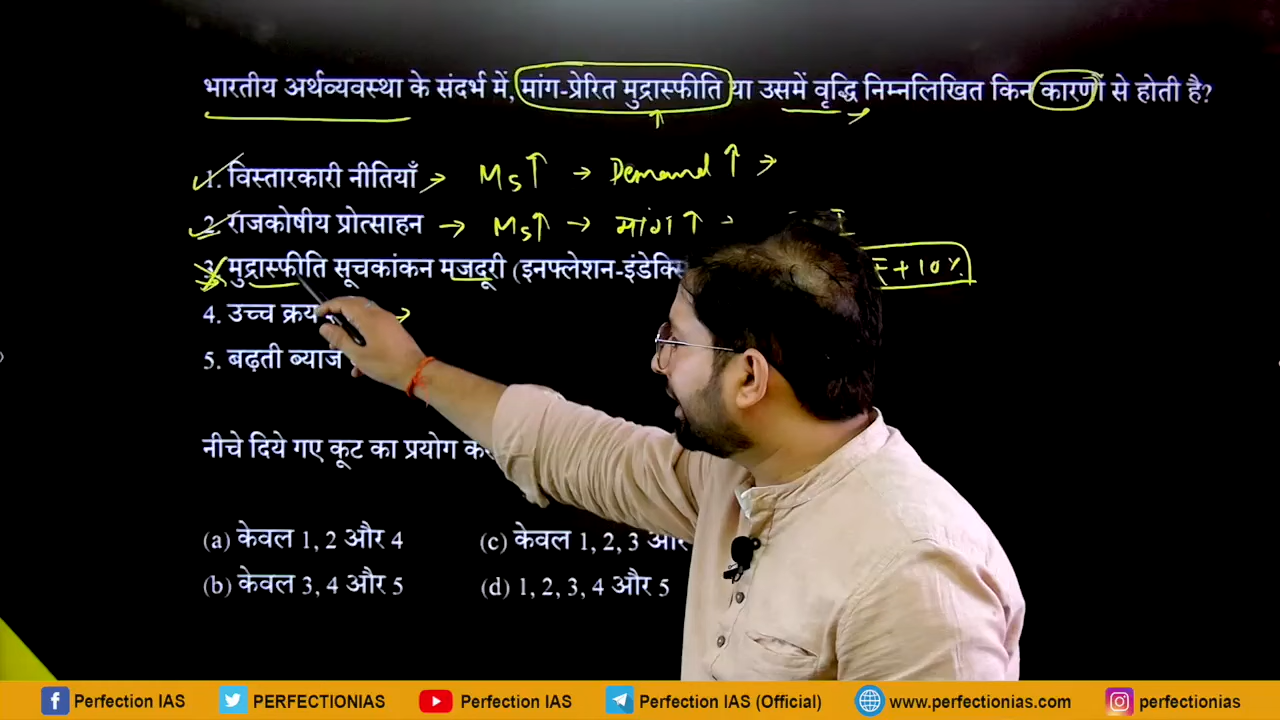 भारतीय अर्थव्यवस्था के संदर्भ में, मांग-प्रेरित मुद्रास्फीति या उसमें वृद्धि निम्नलिखित किन कारणों से होती है?
1. विस्तारकारी नीतियाँ → Ms↑ → Demand ↑ →
2. राजकोषीय प्रोत्साहन → Ms↑ → मांग ↑
3. मुद्रास्फीति सूचकांकन मजदूरी (इनफ्लेशन-इंडेक्सि +10%
4. उच्च क्रय →
5. बढ़ती ब्याज
नीचे दिये गए कूट का प्रयोग
(a) केवल 1, 2 और 4
(c) केवल 1, 2, 3
(b) केवल 3, 4 और 5
(d) 1, 2, 3, 4 और 5
Perfection IAS PERFECTIONIAS Perfection IAS Perfection IAS (Official) www.perfectionias.com perfectionias